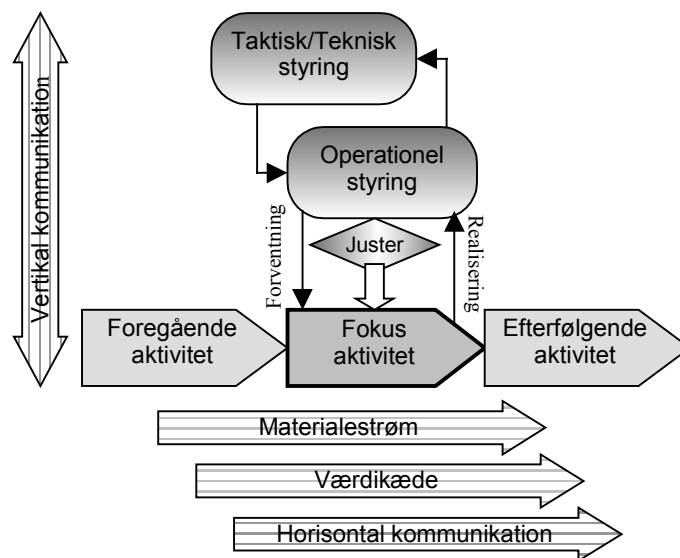 Taktisk/Teknisk
styring
Vertikal kommunikation
Operationel
styring
Forventning
Juster
Realisering
Foregående
aktivitet
Fokus
aktivitet
Efterfølgende
aktivitet
Materialestrøm
Værdikæde
Horisontal kommunikation